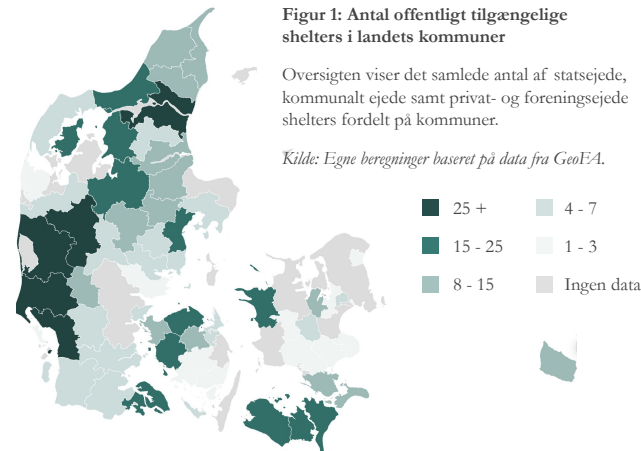 Figur 1: Antal offentligt tilgængelige
shelters i landets kommuner
Oversigten viser det samlede antal af statsejede,
kommunalt ejede samt privat- og foreningsejede
shelters fordelt på kommuner.
Kilde: Egne beregninger baseret på data fra GeoFA.
25 +
4 - 7
15 - 25
1 - 3
8 - 15
Ingen data